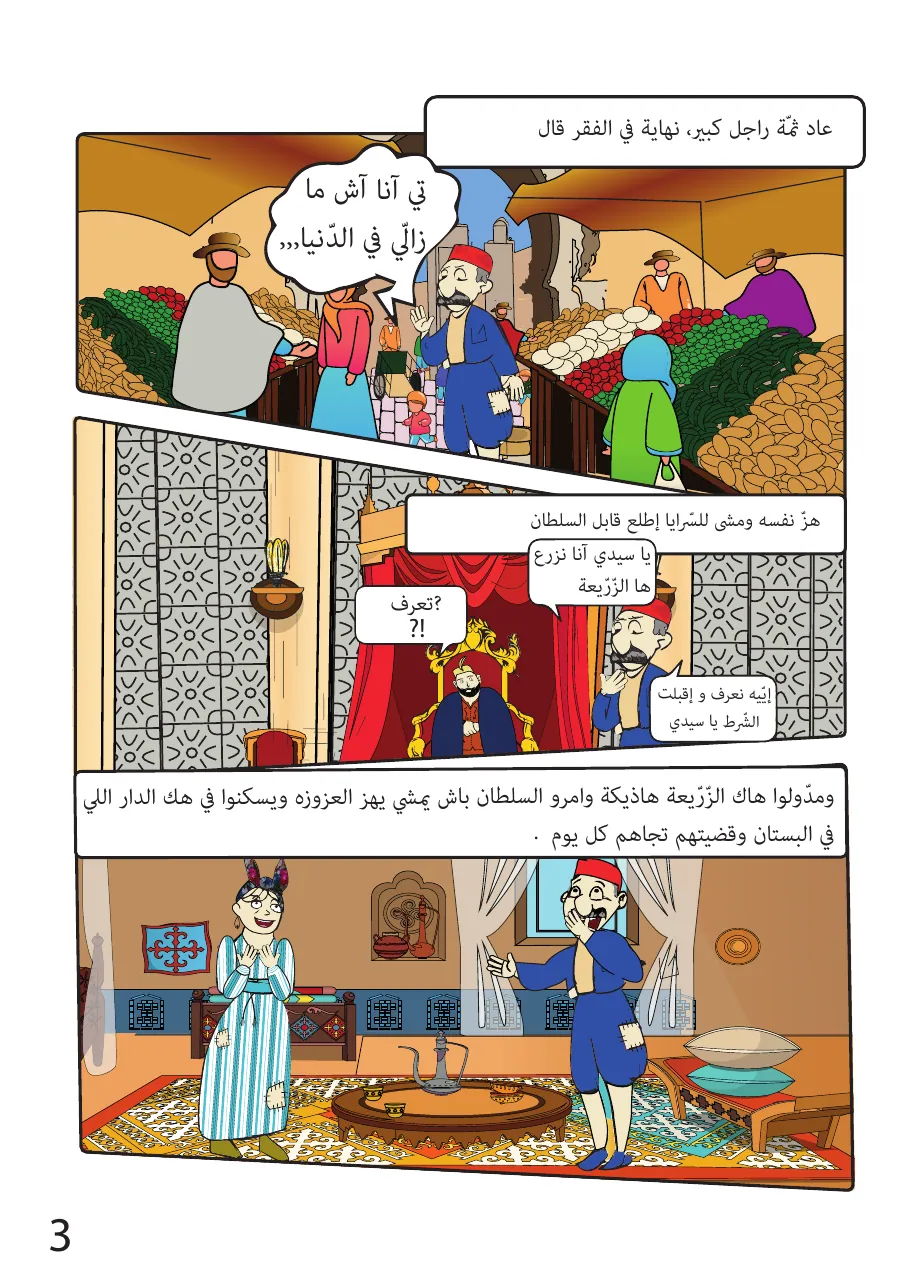 عاد ثمّة راجل كبير، نهاية في الفقر قال
تي آنا آش ما
زالّي في الدّنيا,,,
هزّ نفسه ومشى للسّرايا إطلع قابل السلطان
يا سيدي آنا نزرع
ها الزّرّيعة
?تعرف
?!
إيّيه نعرف و إقبلت
الشّرط يا سيدي
ومدّولوا هاك الزّرّيعة هاذيكة وامرو السلطان باش يمشي يهز العزوزه ويسكنوا في هك الدار اللي
في البستان وقضيتهم تجاهم كل يوم .
3